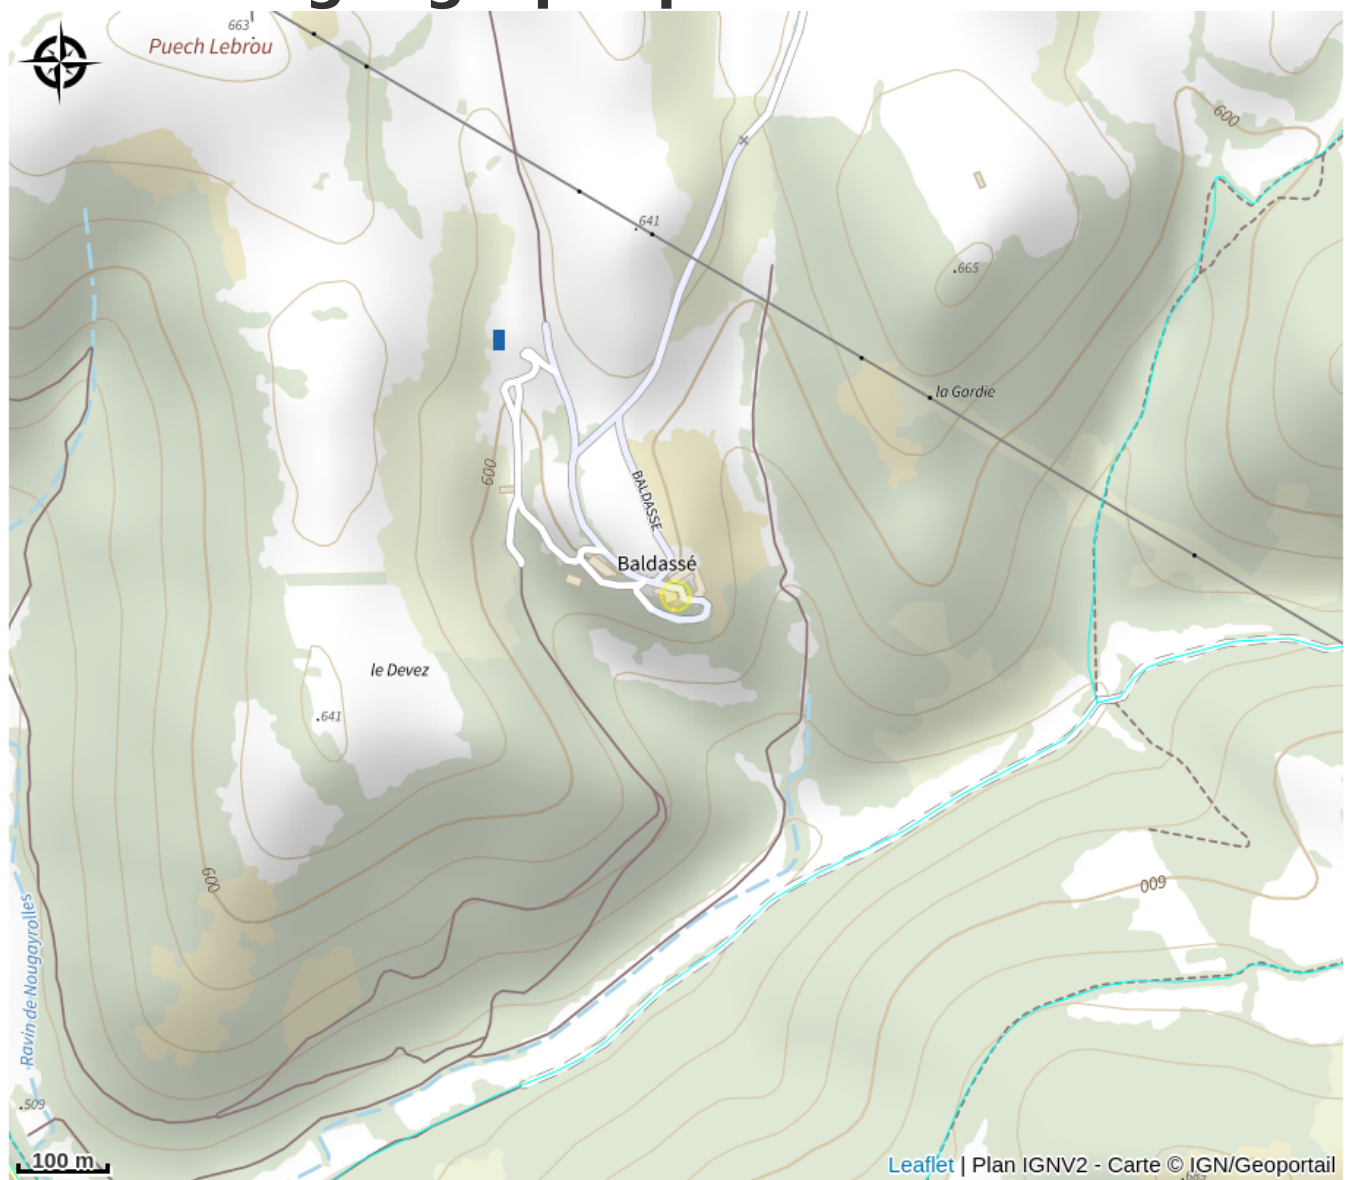 663
Puech Lebrou
600
641
665
la Gardie
600
BALDASSE
Baldassé
le Devez
641
600
600
Ravin de Nougayrolles
509
100 m
Leaflet | Plan IGNV2 - Carte © IGN/Geoportail